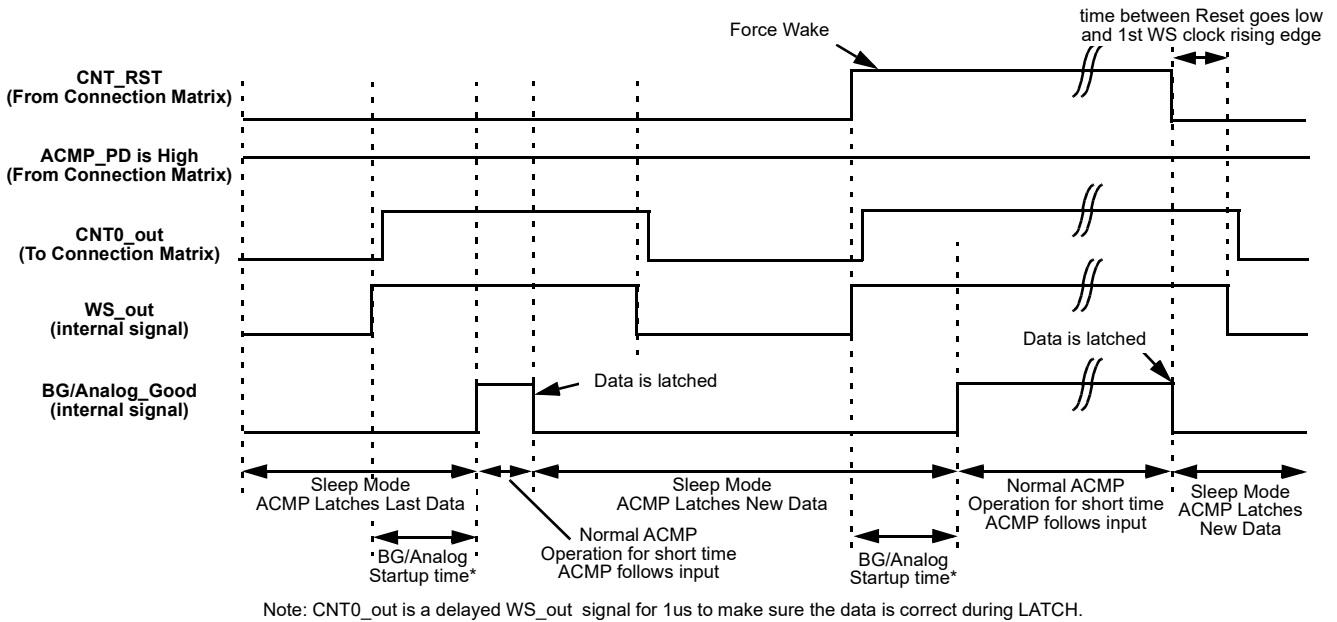 time between Reset goes low
and 1st WS clock rising edge
Force Wake
CNT_RST
(From Connection Matrix)
ACMP_PD is High
(From Connection Matrix)
CNT0_out
(To Connection Matrix)
WS_out
(internal signal)
Data is latched
BG/Analog_Good
(internal signal)
Data is latched
Sleep Mode
ACMP Latches Last Data
Sleep Mode
ACMP Latches New Data
Normal ACMP
Operation for short time
ACMP follows input
Sleep Mode
ACMP Latches
New Data
Normal ACMP
Operation for short time
ACMP follows input
BG/Analog
Startup time*
BG/Analog
Startup time*
Note: CNT0_out is a delayed WS_out signal for 1us to make sure the data is correct during LATCH.